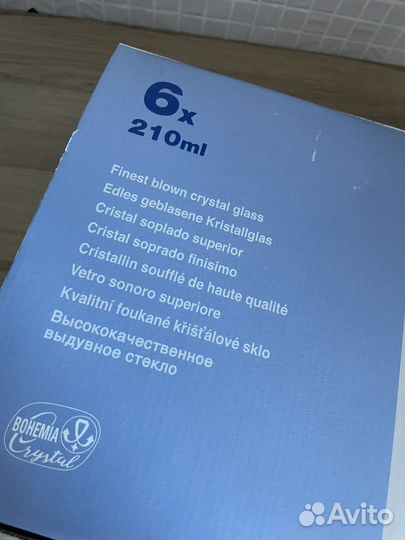 6x
210ml
Finest blown crystal glass
Edles geblasene Kristallglas
Cristal soplado superior
Cristal soprado finisimo
Cristallin soufflé de haute qualité
Vetro sonoro superiore
Kvalitní foukané křišťálové sklo
Высококачественное
выдувное стекло
BOHEMIA
Crystal
Avito